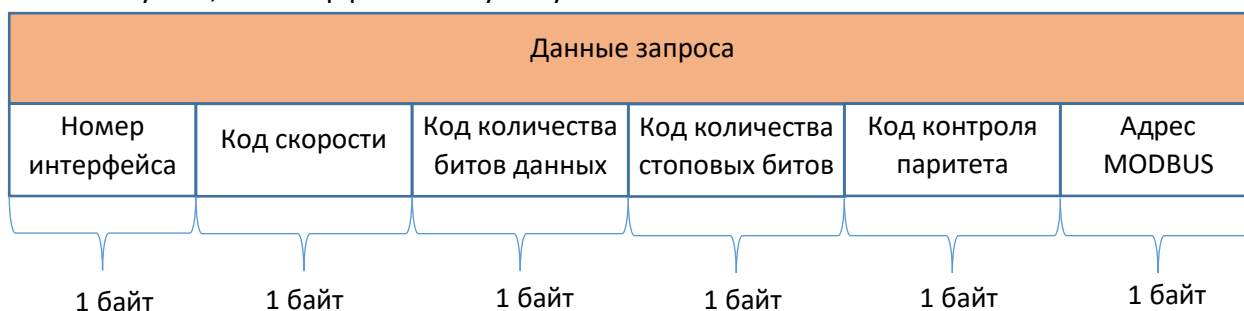 Данные запроса
Номер интерфейса
Код скорости
Код количества битов данных
Код количества стоповых битов
Код контроля паритета
Адрес MODBUS
1 байт
1 байт
1 байт
1 байт
1 байт
1 байт